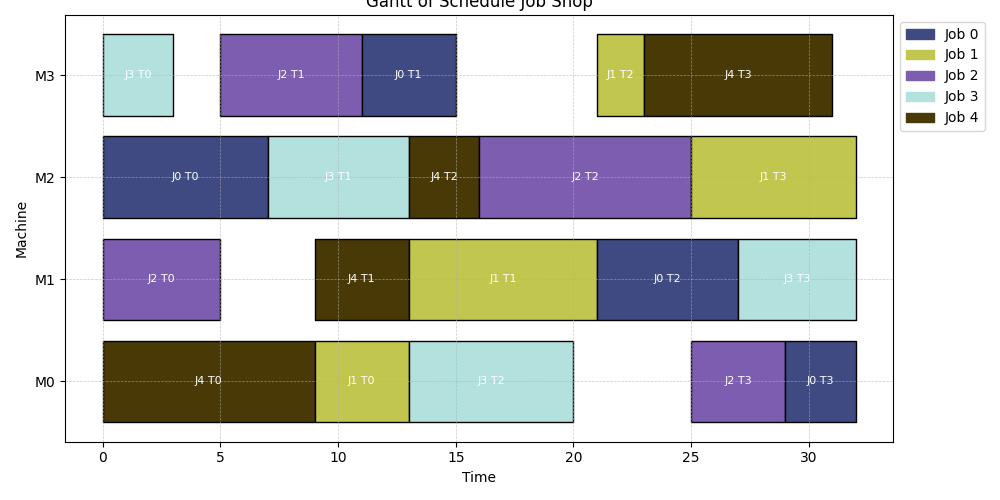 Gantt of Schedule Job Shop
Job 0
Job 1
Job 2
Job 3
Job 4
Machine
M3
J3 T0
J2 T1
J0 T1
J1 T2
J4 T3
M2
J0 T0
J3 T1
J4 T2
J2 T2
J1 T3
M1
J2 T0
J4 T1
J1 T1
J0 T2
J3 T3
M0
J4 T0
J1 T0
J3 T2
J2 T3
J0 T3
0 5 10 15 20 25 30
Time